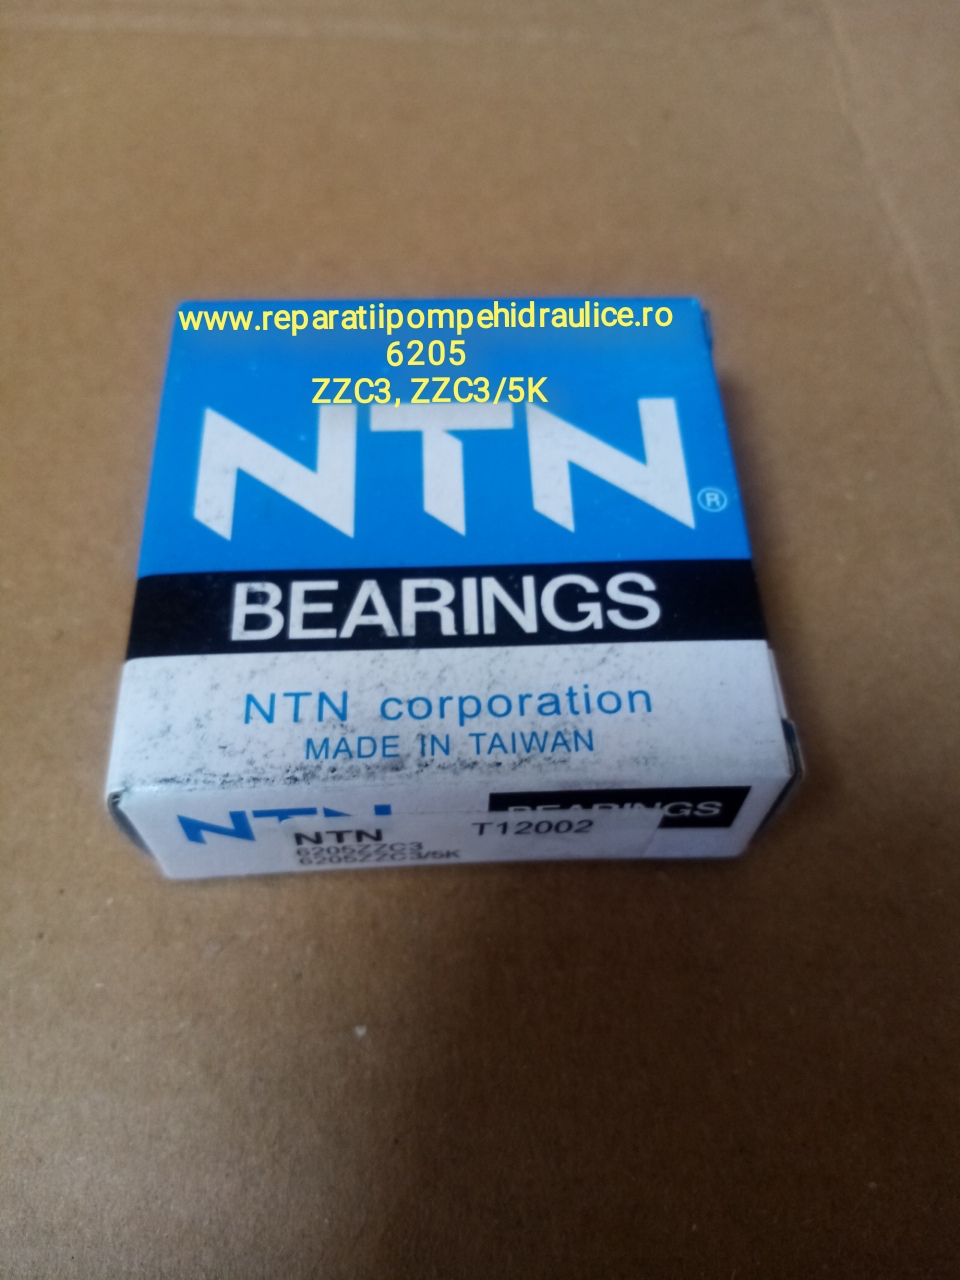 www.reparatiipompehidraulice.ro
6205
ZZC3, ZZC3/5K
NTN®
BEARINGS
NTN corporation
MADE IN TAIWAN
NTN BEARINGS
NTN T12002
6205ZZC3
6205ZZC3/5K